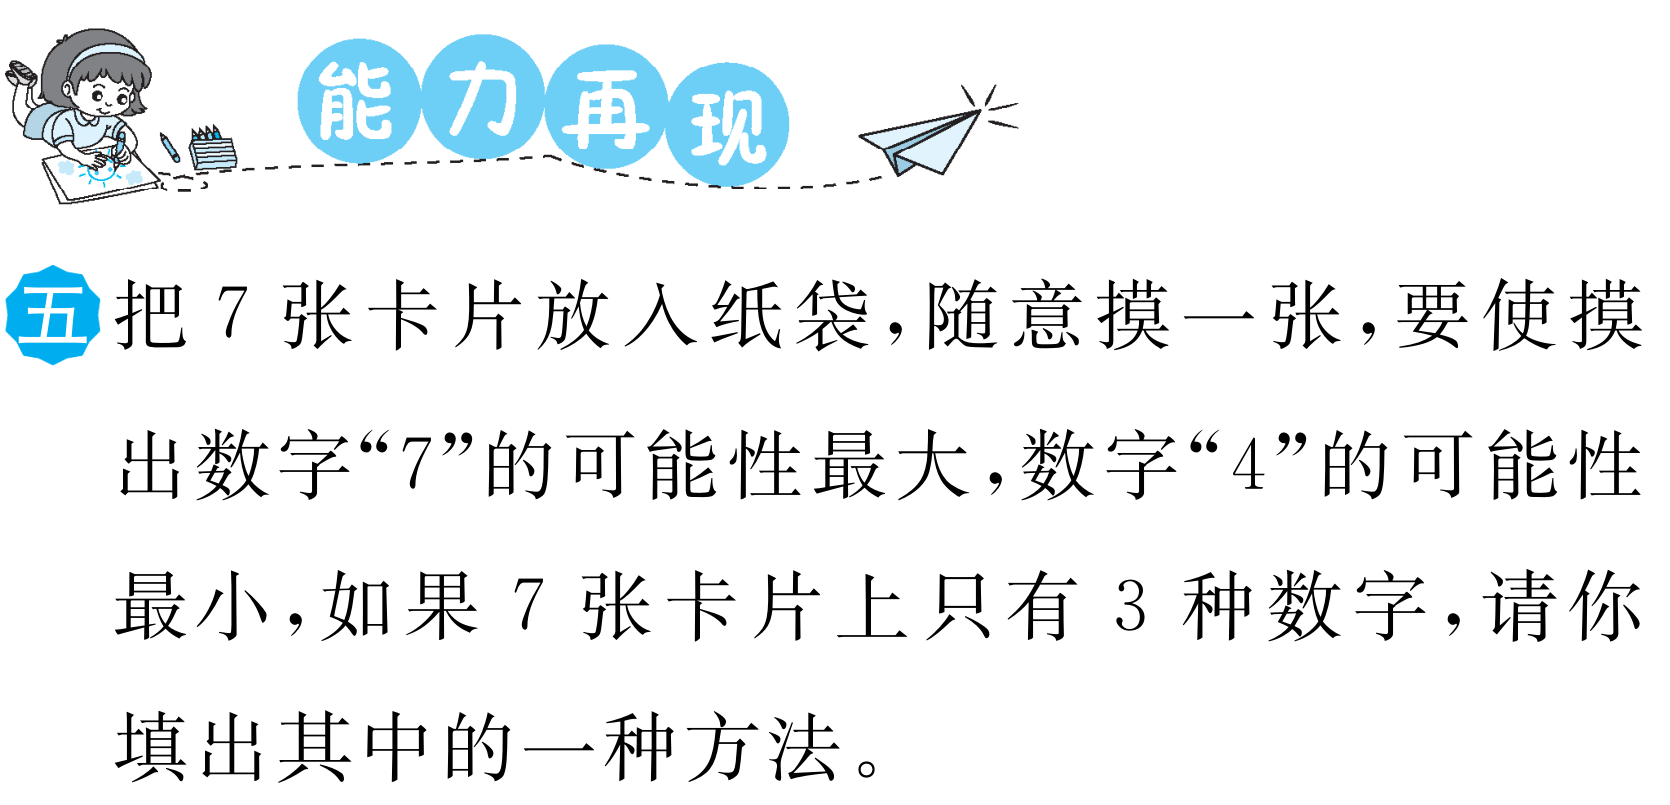 能力再现
五 把 7 张卡片放入纸袋,随意摸一张,要使摸
出数字“7”的可能性最大,数字“4”的可能性
最小,如果 7 张卡片上只有 3 种数字,请你
填出其中的一种方法。